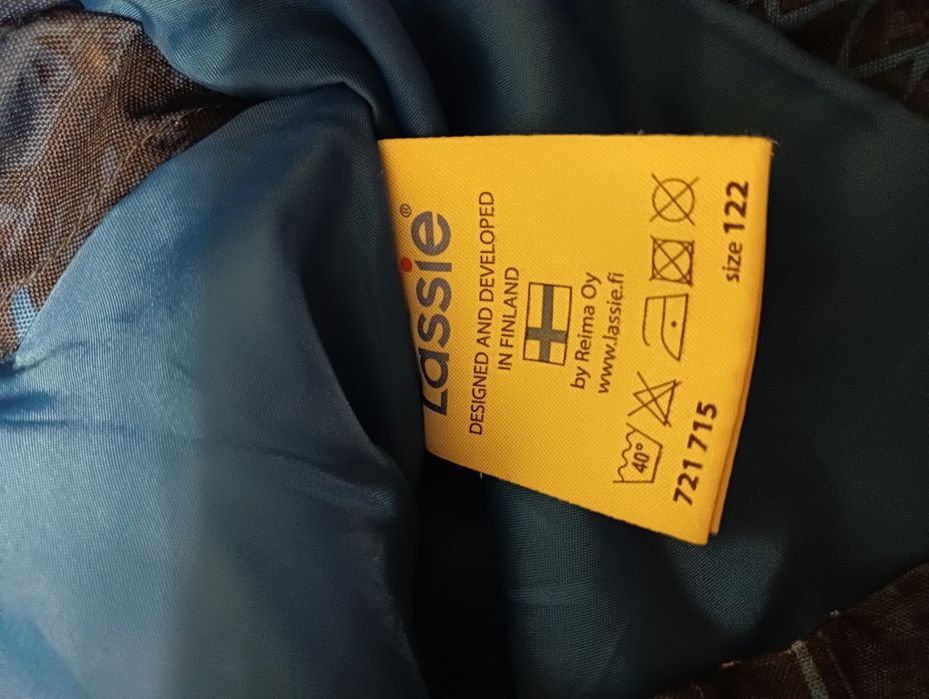 Lassie®
DESIGNED AND DEVELOPED
IN FINLAND
by Reima Oy
www.lassie.fi
40°
721 715
size 122